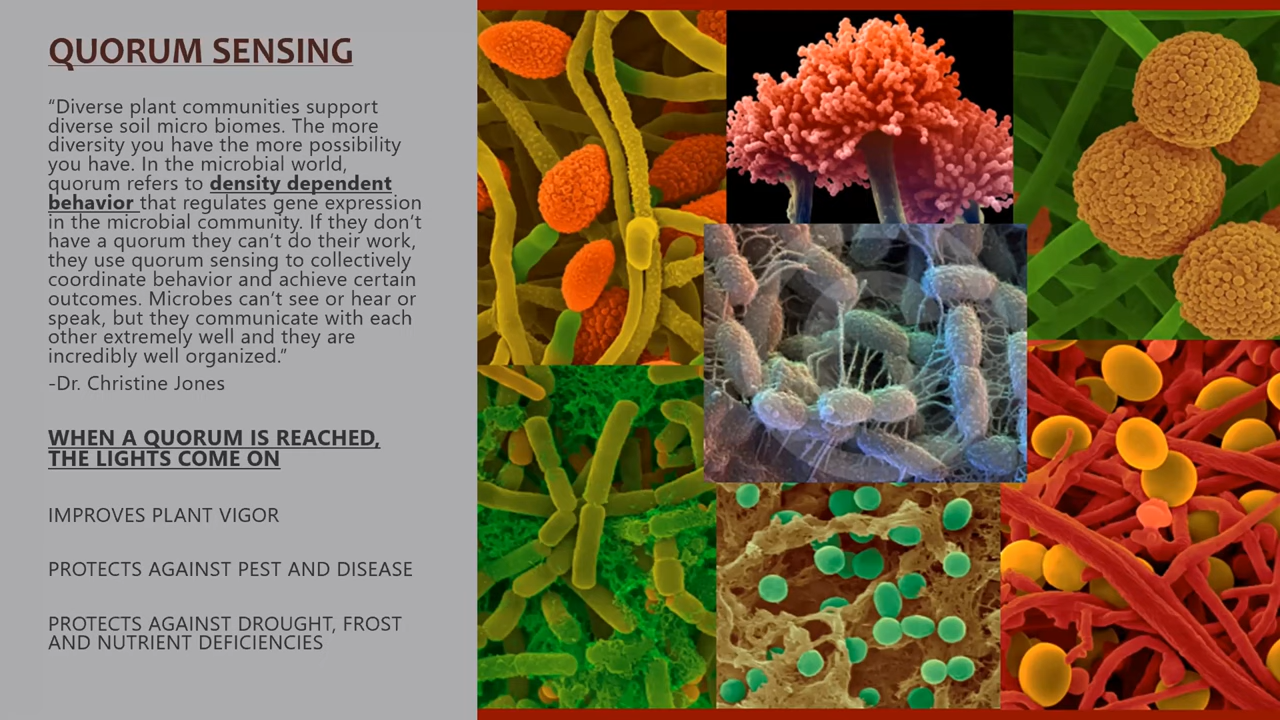 QUORUM SENSING
“Diverse plant communities support
diverse soil micro biomes. The more
diversity you have the more possibility
you have. In the microbial world,
quorum refers to density dependent
behavior that regulates gene expression
in the microbial community. If they don’t
have a quorum they can’t do their work,
they use quorum sensing to collectively
coordinate behavior and achieve certain
outcomes. Microbes can’t see or hear or
speak, but they communicate with each
other extremely well and they are
incredibly well organized.”
-Dr. Christine Jones
WHEN A QUORUM IS REACHED,
THE LIGHTS COME ON
IMPROVES PLANT VIGOR
PROTECTS AGAINST PEST AND DISEASE
PROTECTS AGAINST DROUGHT, FROST
AND NUTRIENT DEFICIENCIES